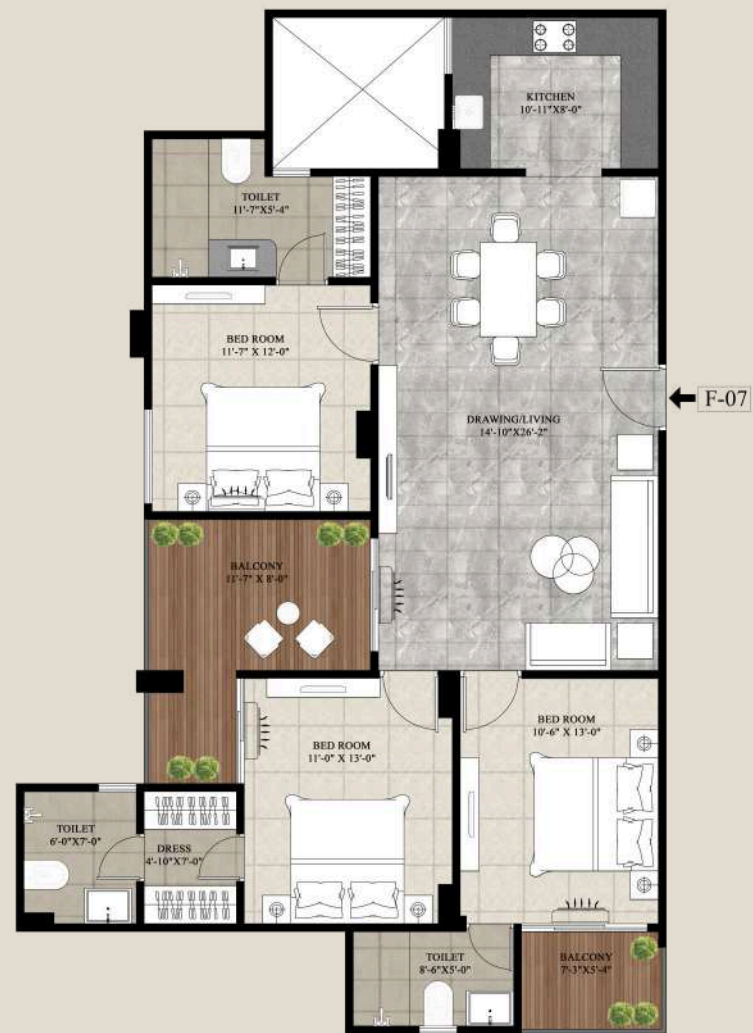 KITCHEN
10'-11"X8'-0"
TOILET
11'-7"X5'-4"
BED ROOM
11'-7" X 12'-0"
F-07
DRAWING/LIVING
14'-10"X26'-2"
BALCONY
11'-7" X 8'-0"
BED ROOM
10'-6" X 13'-0"
BED ROOM
11'-0" X 13'-0"
TOILET
6'-0"X7'-0"
DRESS
4'-10"X7'-0"
TOILET
8'-6"X5'-0"
BALCONY
7'-3"X5'-4"